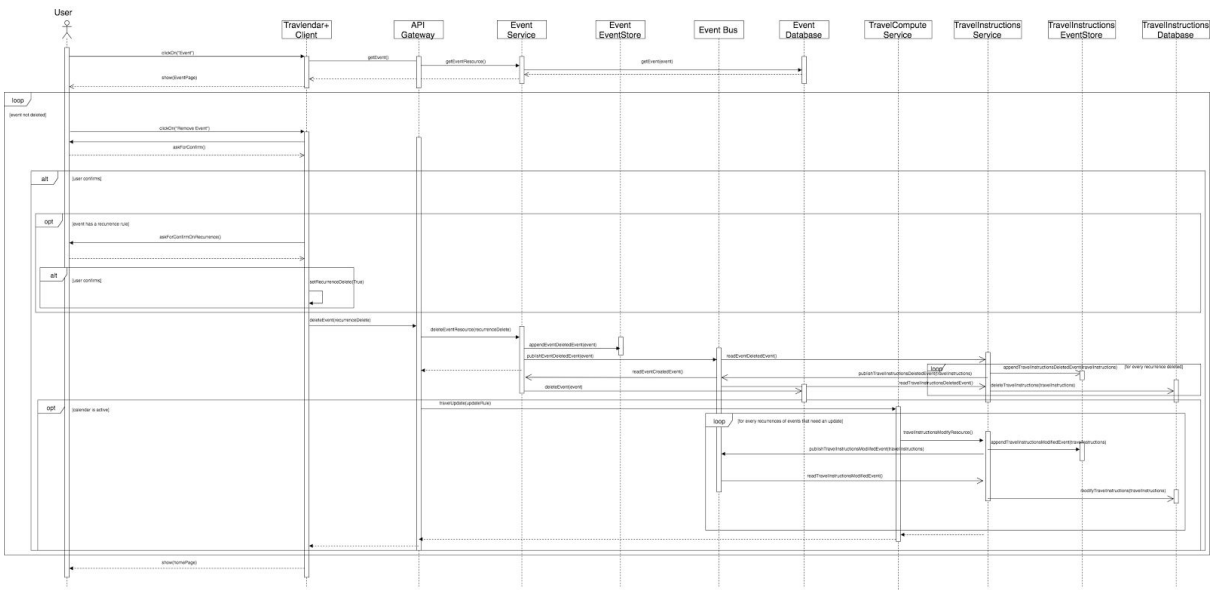 User
Travlendar+
Client
API
Gateway
Event
Service
Event
EventStore
Event Bus
Event
Database
TravelCompute
Service
TravelInstructions
Service
TravelInstructions
EventStore
TravelInstructions
Database
clickOn("Event")
getEvent()
getEventResource()
getEvent(event)
show(EventPage)
loop
[event not deleted]
clickOn("Remove Event")
askForConfirm()
alt
[user confirms]
opt
[event has a recurrence rule]
askForConfirmOnRecurrence()
alt
[user confirms]
setRecurrenceDelete(True)
deleteEvent(recurrenceDelete)
deleteEventResource(recurrenceDelete)
appendEventDeletedEvent(event)
publishEventDeletedEvent(event)
readEventDeletedEvent()
loop
appendTravelInstructionsDeletedEvent(travelInstructions)
[for every recurrence deleted]
readEventCreatedEvent()
publishTravelInstructionsDeletedEvent(travelInstructions)
deleteEvent(event)
readTravelInstructionsDeletedEvent()
deleteTravelInstructions(travelInstructions)
opt
[calendar is active]
travelUpdate(updateRule)
loop
[for every recurrences of events that need an update]
travelInstructionsModifyResource()
appendTravelInstructionsModifiedEvent(travelInstructions)
publishTravelInstructionsModifiedEvent(travelInstructions)
readTravelInstructionsModifiedEvent()
modifyTravelInstructions(travelInstructions)
show(homePage)